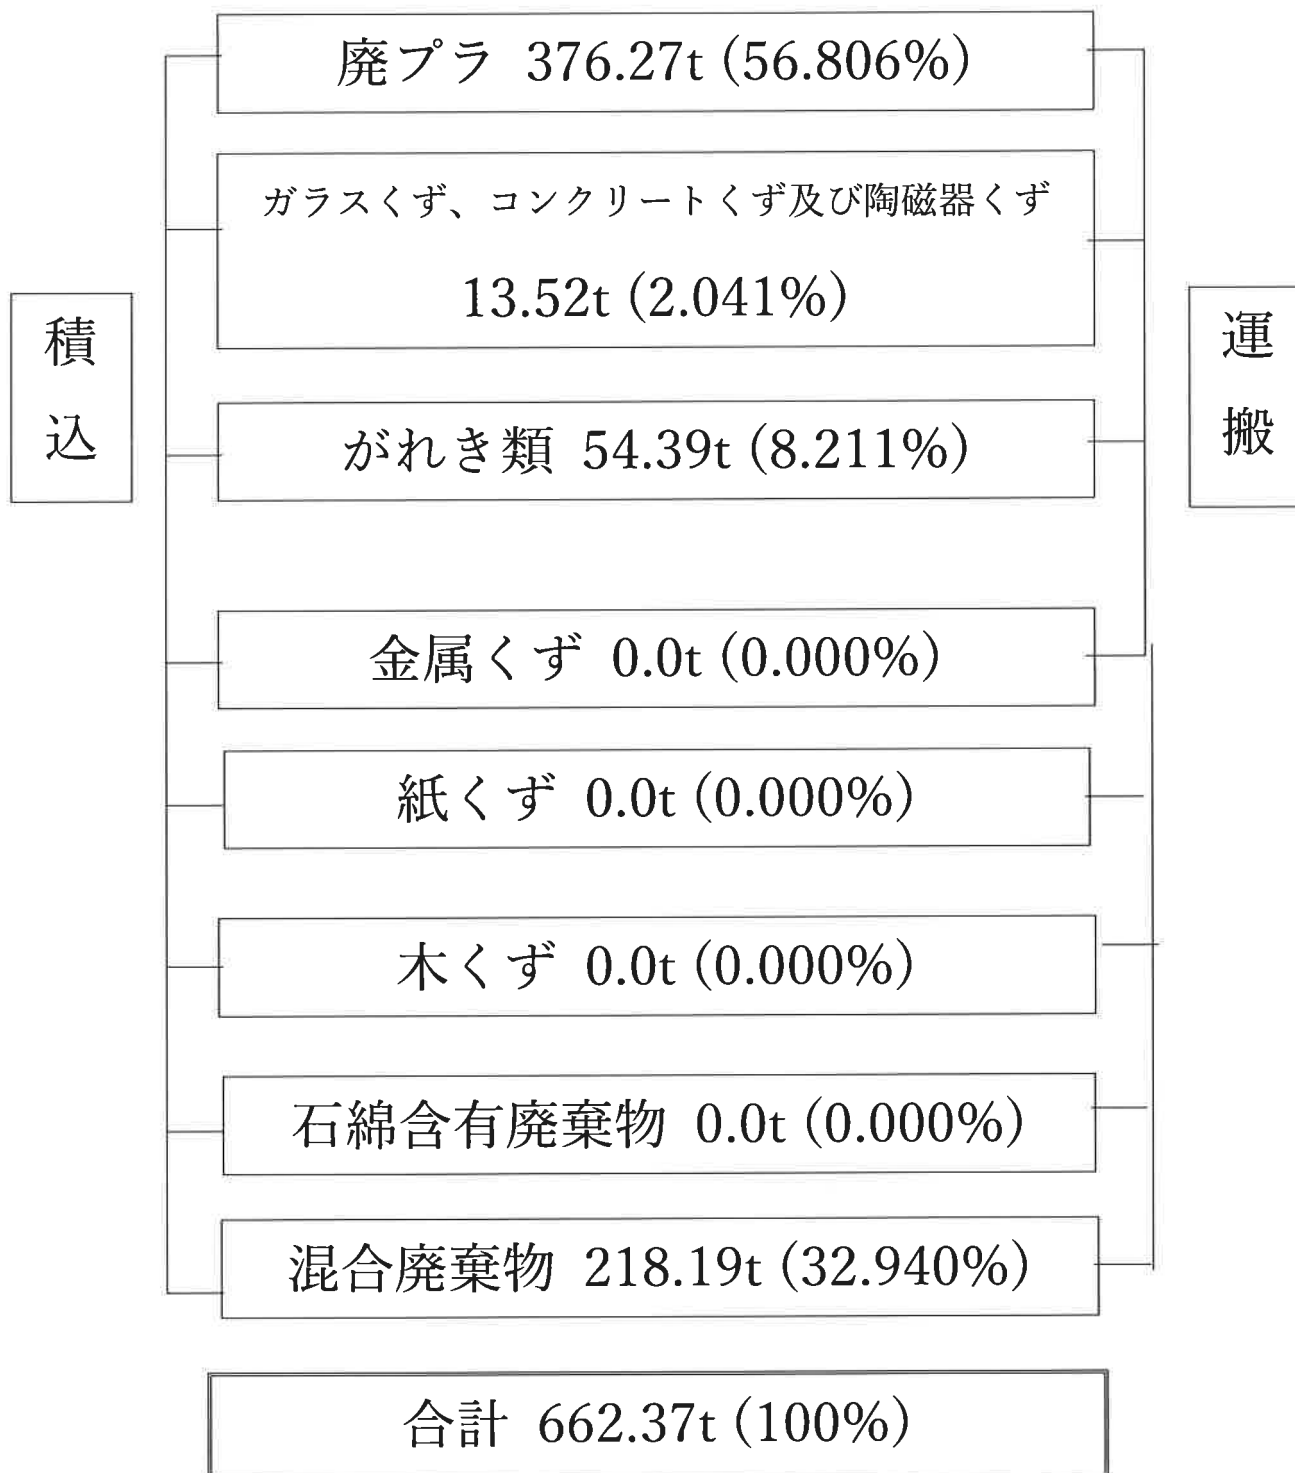 廃プラ 376.27t (56.806%)
ガラスくず、コンクリートくず及び陶磁器くず
13.52t (2.041%)
積
込
運
搬
がれき類 54.39t (8.211%)
金属くず 0.0t (0.000%)
紙くず 0.0t (0.000%)
木くず 0.0t (0.000%)
石綿含有廃棄物 0.0t (0.000%)
混合廃棄物 218.19t (32.940%)
合計 662.37t (100%)